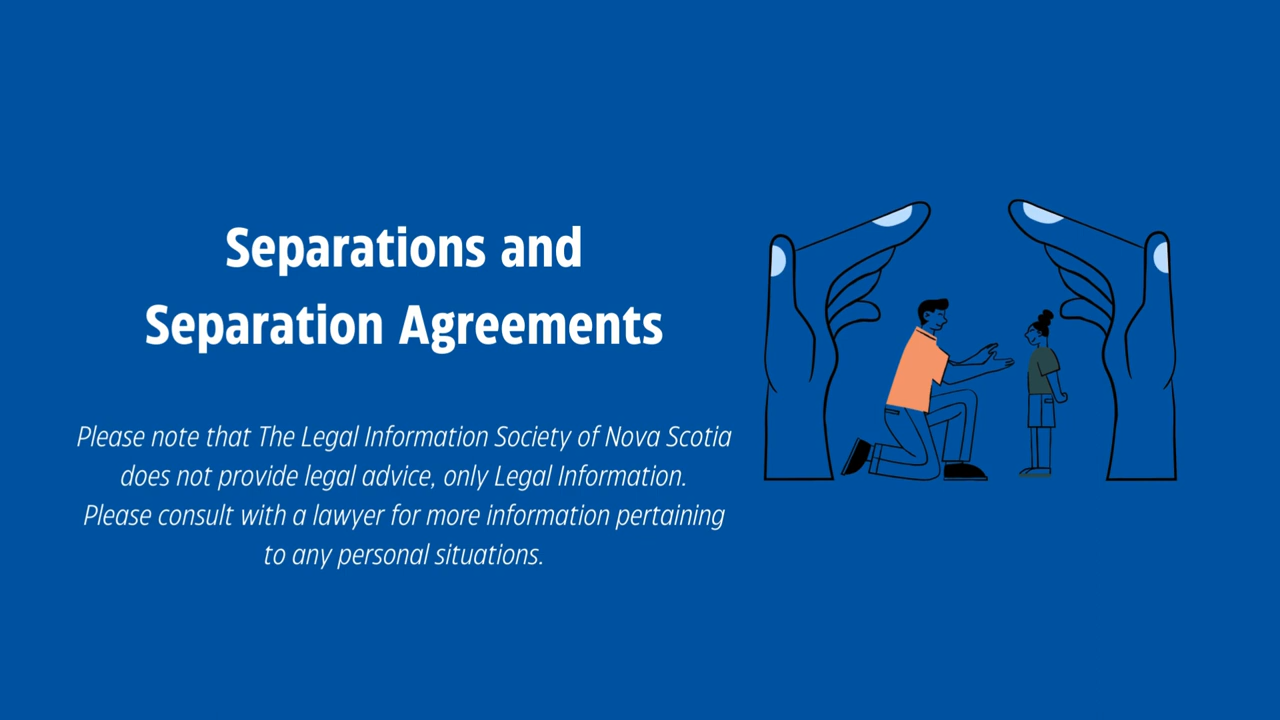 Separations and
Separation Agreements
Please note that The Legal Information Society of Nova Scotia
does not provide legal advice, only Legal Information.
Please consult with a lawyer for more information pertaining
to any personal situations.